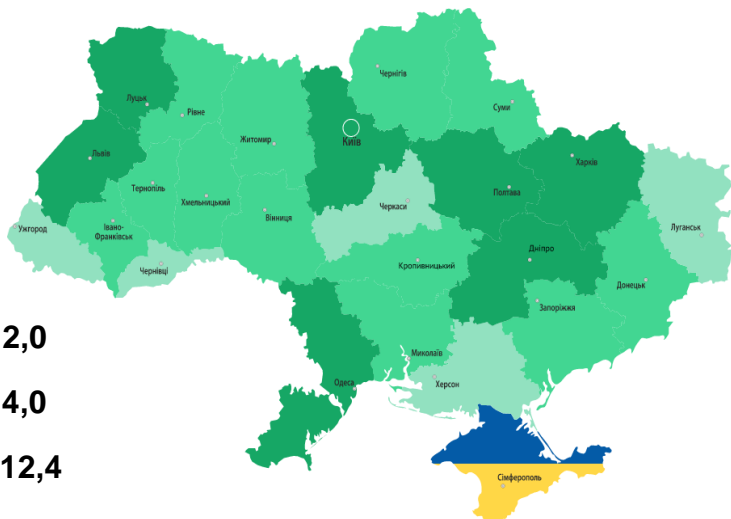 Чернігів
Луцьк
Рівне
Суми
Житомир
Київ
Львів
Харків
Тернопіль
Полтава
Хмельницький
Черкаси
Вінниця
Ужгород
Івано-
Франківськ
Луганськ
Дніпро
Чернівці
Кропивницький
Донецьк
Запоріжжя
2,0
Миколаїв
Одеса
Херсон
4,0
12,4
Сімферополь